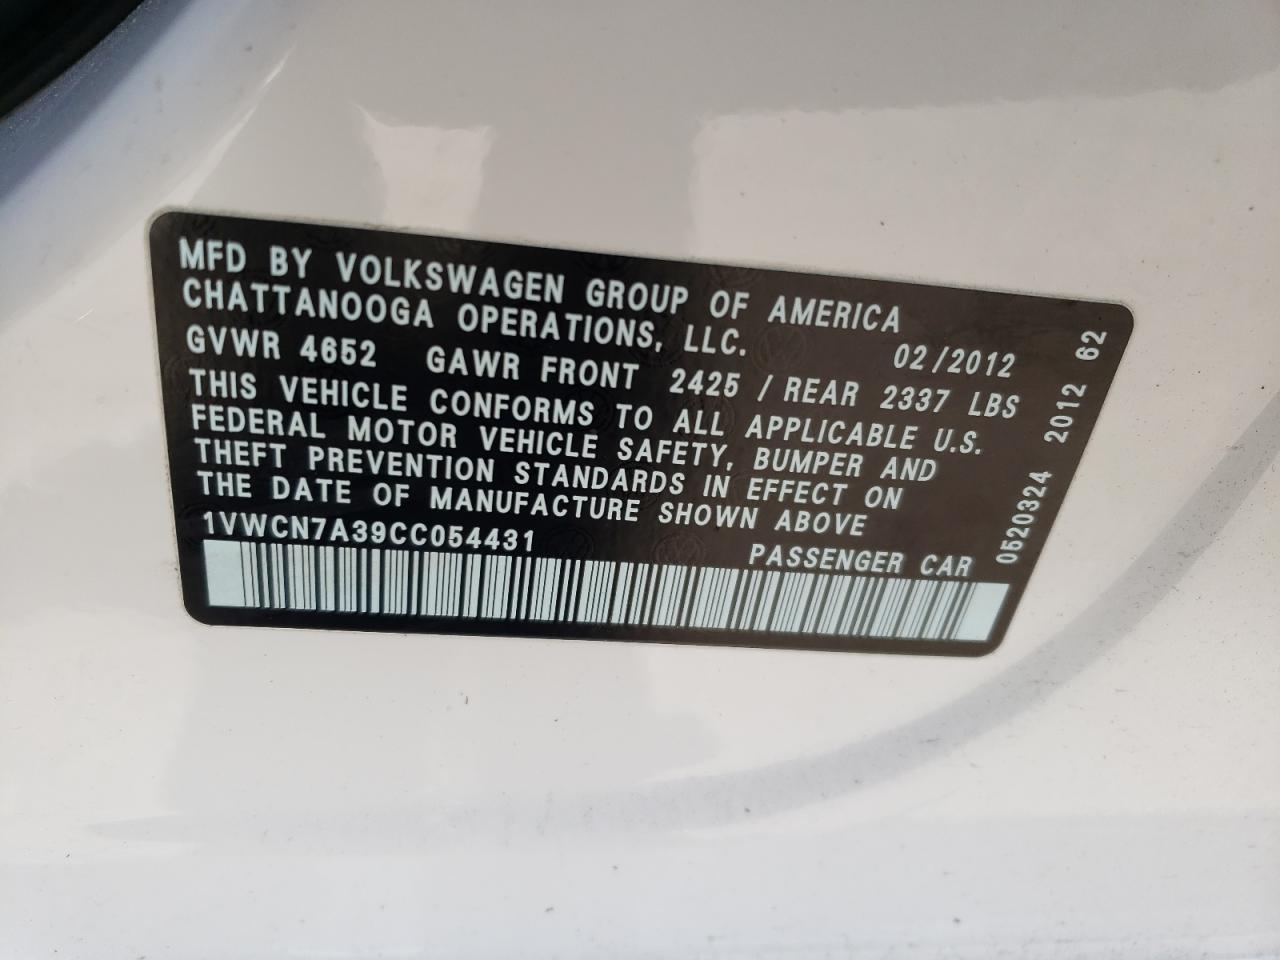 MFD BY VOLKSWAGEN GROUP OF AMERICA
CHATTANOOGA OPERATIONS, LLC. 02/2012
GVWR 4652 GAWR FRONT 2425 / REAR 2337 LBS
THIS VEHICLE CONFORMS TO ALL APPLICABLE U.S.
FEDERAL MOTOR VEHICLE SAFETY, BUMPER AND
THEFT PREVENTION STANDARDS IN EFFECT ON
THE DATE OF MANUFACTURE SHOWN ABOVE
1VWCN7A39CC054431 PASSENGER CAR
0520324 2012 62